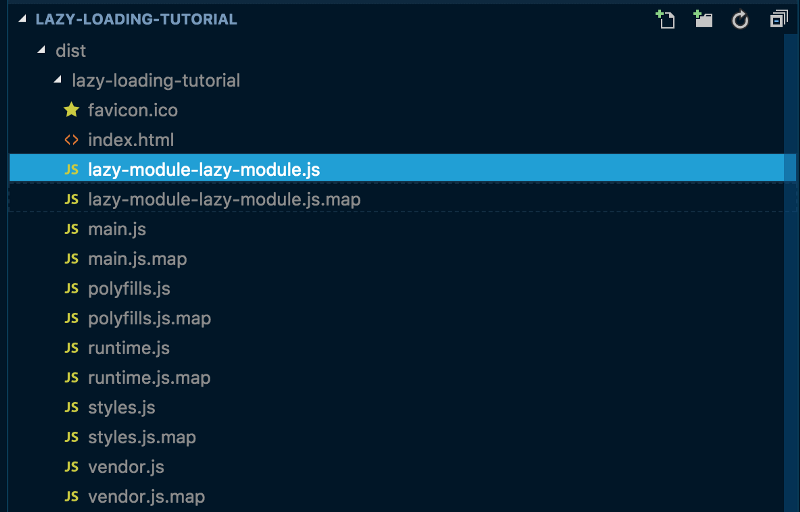 LAZY-LOADING-TUTORIAL
dist
lazy-loading-tutorial
favicon.ico
<> index.html
JS lazy-module-lazy-module.js
JS lazy-module-lazy-module.js.map
JS main.js
JS main.js.map
JS polyfills.js
JS polyfills.js.map
JS runtime.js
JS runtime.js.map
JS styles.js
JS styles.js.map
JS vendor.js
JS vendor.js.map